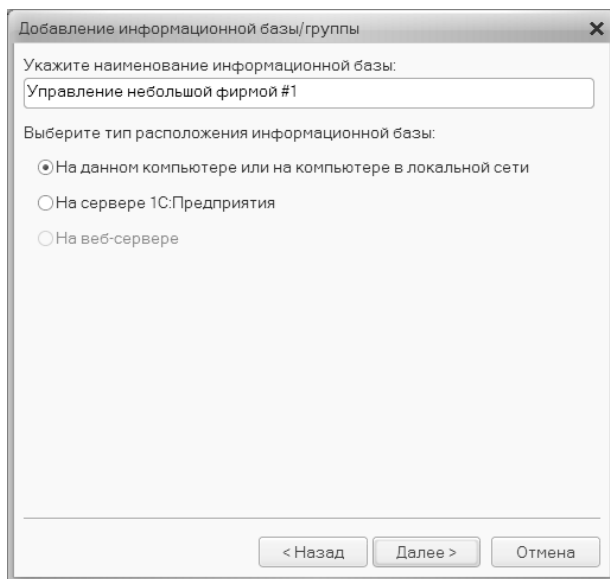 Добавление информационной базы/группы
Укажите наименование информационной базы:
Управление небольшой фирмой #1
Выберите тип расположения информационной базы:
На данном компьютере или на компьютере в локальной сети
На сервере 1С:Предприятия
На веб-сервере
< Назад
Далее >
Отмена